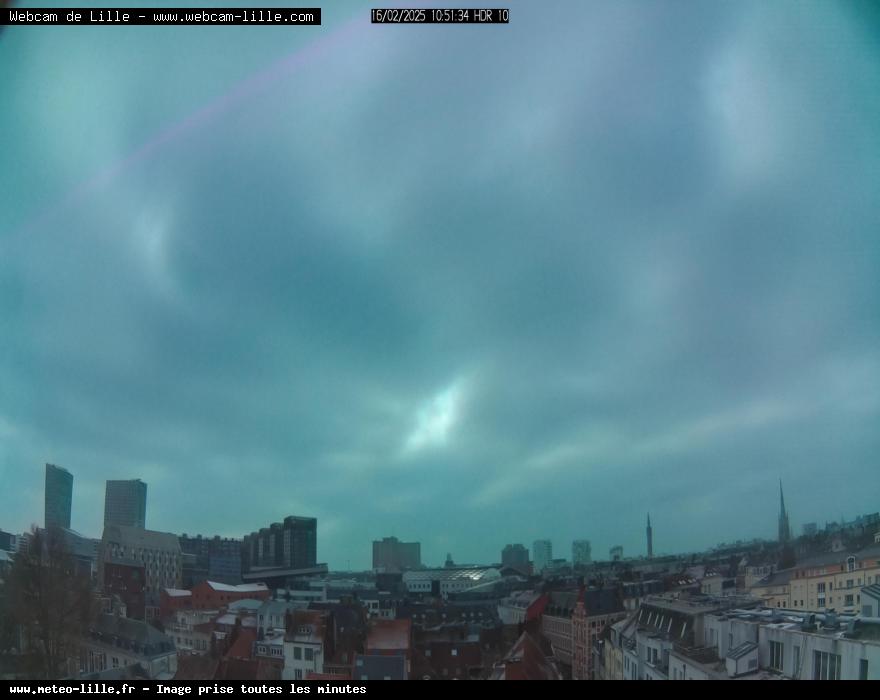 Webcam de Lille - www.webcam-lille.com
16/02/2025 10:51:34 HDR 10
www.meteo-lille.fr - Image prise toutes les minutes